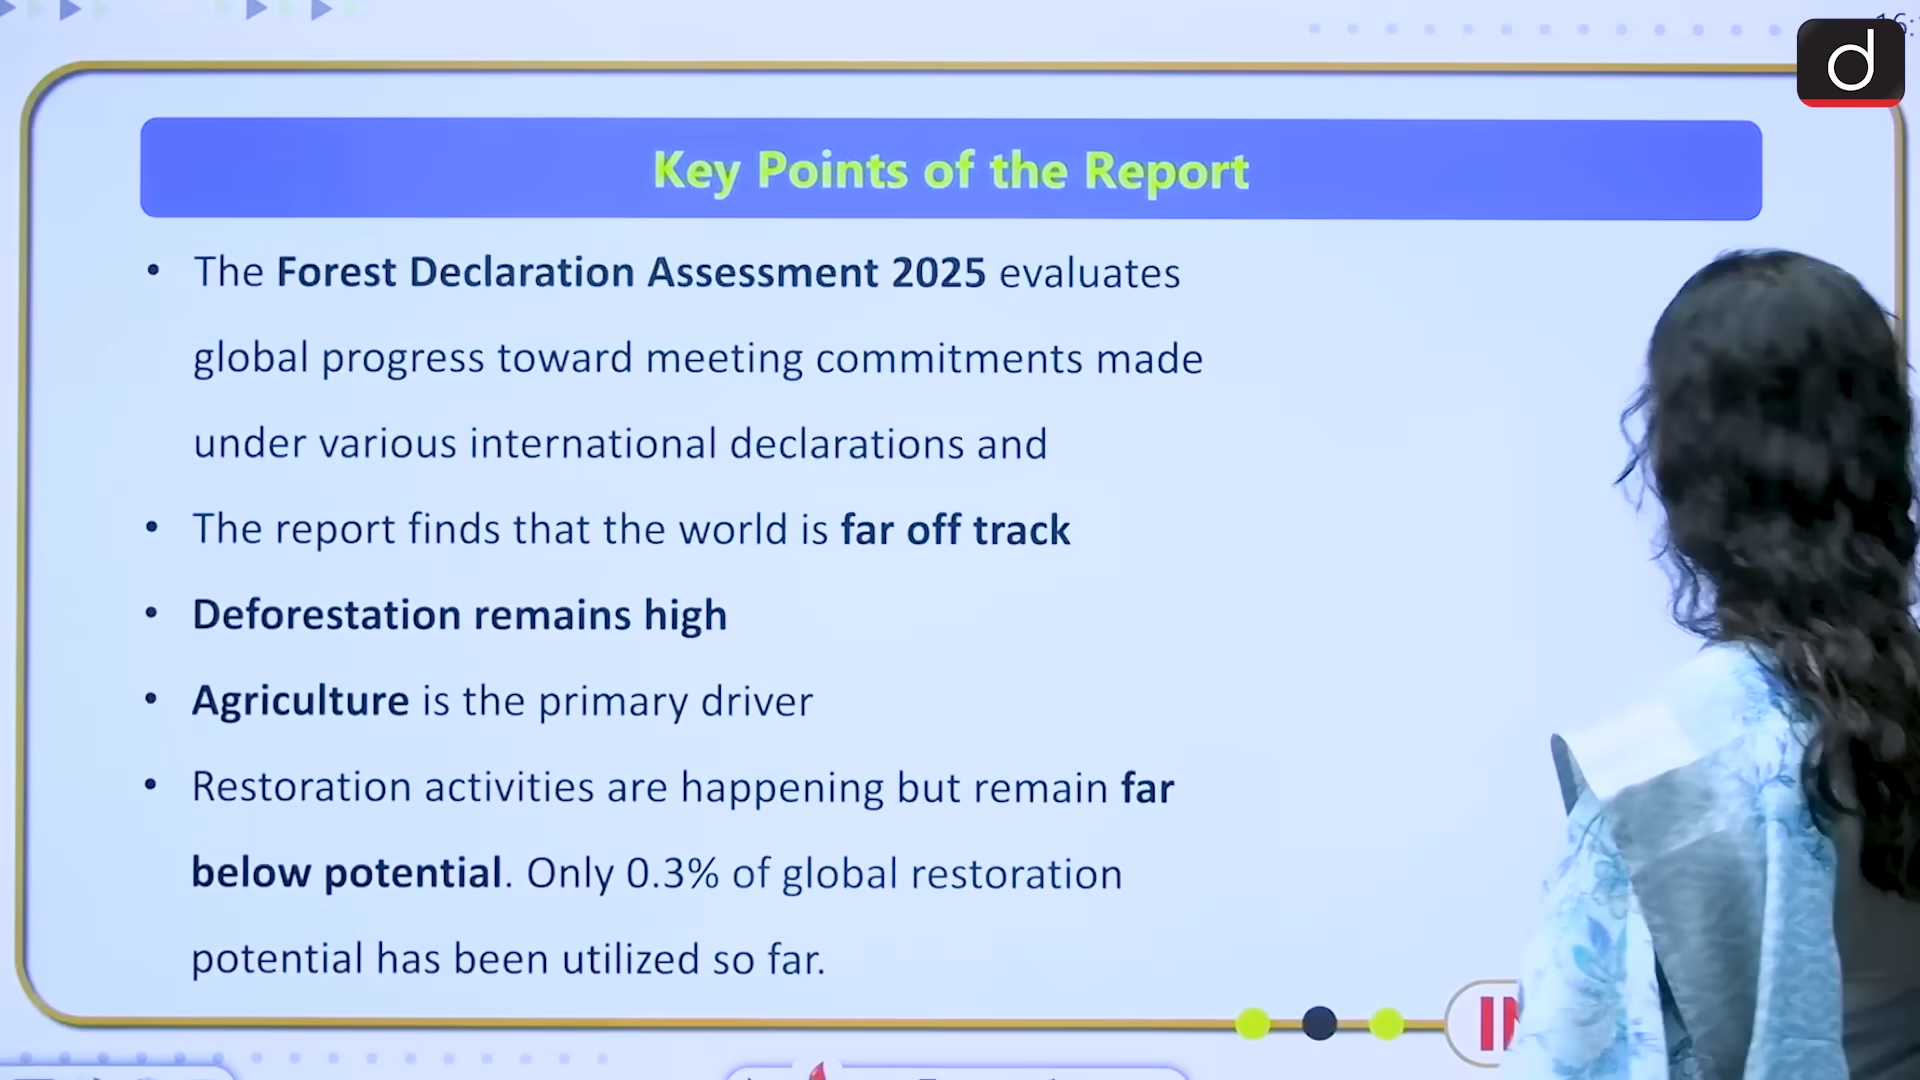 d
Key Points of the Report
• The Forest Declaration Assessment 2025 evaluates
global progress toward meeting commitments made
under various international declarations and
• The report finds that the world is far off track
• Deforestation remains high
• Agriculture is the primary driver
• Restoration activities are happening but remain far
below potential. Only 0.3% of global restoration
potential has been utilized so far.